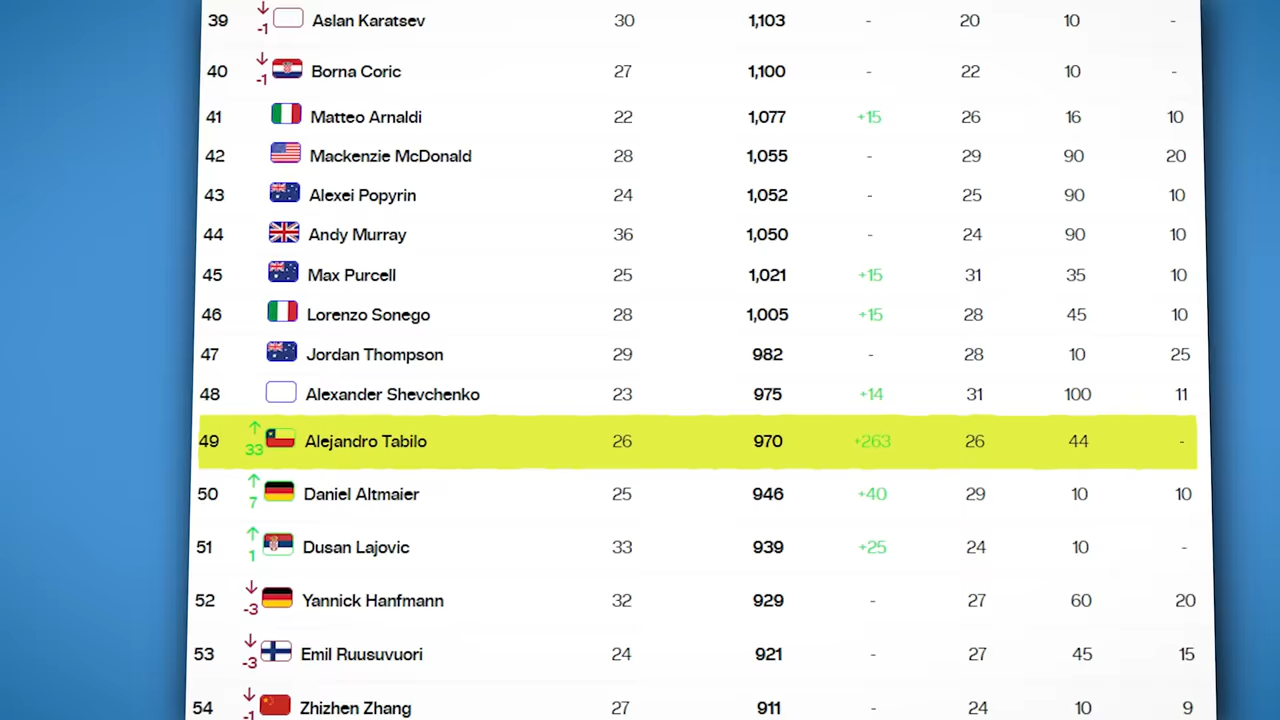 39 -1 Aslan Karatsev 30 1,103 - 20 10 -
40 -1 Borna Coric 27 1,100 - 22 10 -
41 Matteo Arnaldi 22 1,077 +15 26 16 10
42 Mackenzie McDonald 28 1,055 - 29 90 20
43 Alexei Popyrin 24 1,052 - 25 90 10
44 Andy Murray 36 1,050 - 24 90 10
45 Max Purcell 25 1,021 +15 31 35 10
46 Lorenzo Sonego 28 1,005 +15 28 45 10
47 Jordan Thompson 29 982 - 28 10 25
48 Alexander Shevchenko 23 975 +14 31 100 11
49 33 Alejandro Tabilo 26 970 +263 26 44 -
50 7 Daniel Altmaier 25 946 +40 29 10 10
51 1 Dusan Lajovic 33 939 +25 24 10 -
52 -3 Yannick Hanfmann 32 929 - 27 60 20
53 -3 Emil Ruusuvuori 24 921 - 27 45 15
54 -1 Zhizhen Zhang 27 911 - 24 10 9